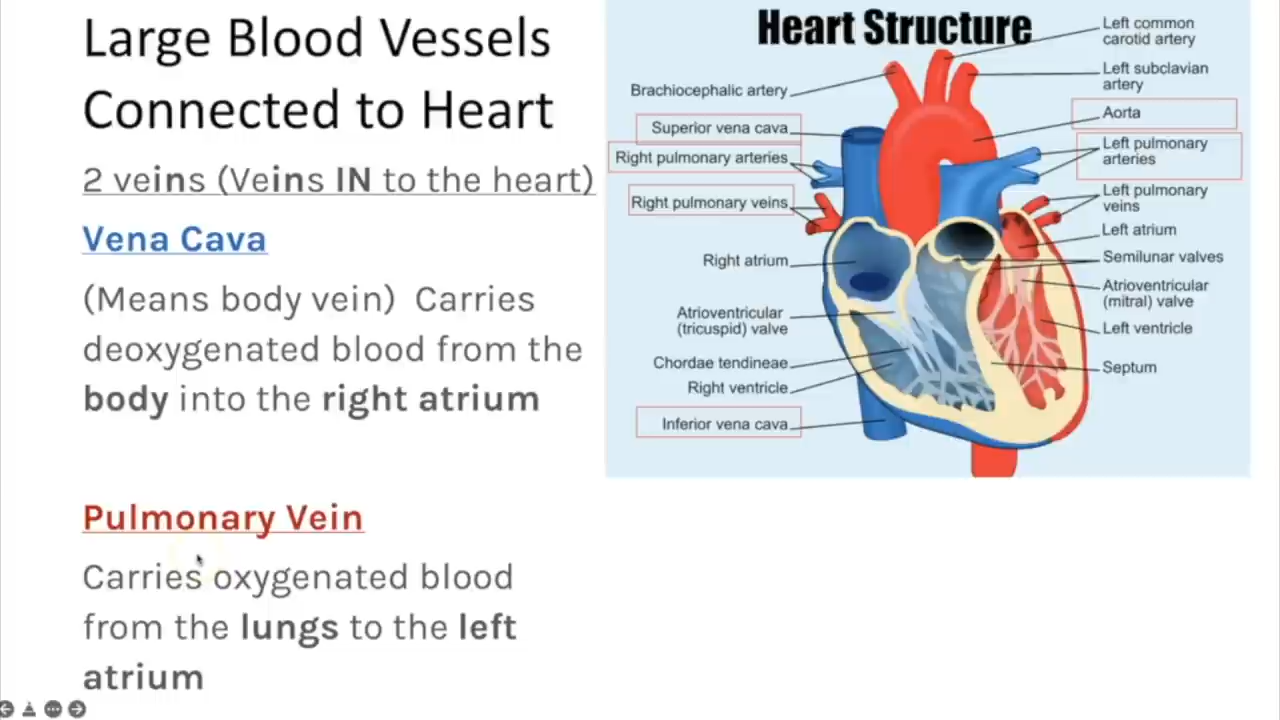 Large Blood Vessels
Connected to Heart
2 veins (Veins IN to the heart)
Vena Cava
(Means body vein) Carries
deoxygenated blood from the
body into the right atrium
Pulmonary Vein
Carries oxygenated blood
from the lungs to the left
atrium
Heart Structure
Brachiocephalic artery
Superior vena cava
Right pulmonary arteries
Right pulmonary veins
Right atrium
Atrioventricular
(tricuspid) valve
Chordae tendineae
Right ventricle
Inferior vena cava
Left common
carotid artery
Left subclavian
artery
Aorta
Left pulmonary
arteries
Left pulmonary
veins
Left atrium
Semilunar valves
Atrioventricular
(mitral) valve
Left ventricle
Septum